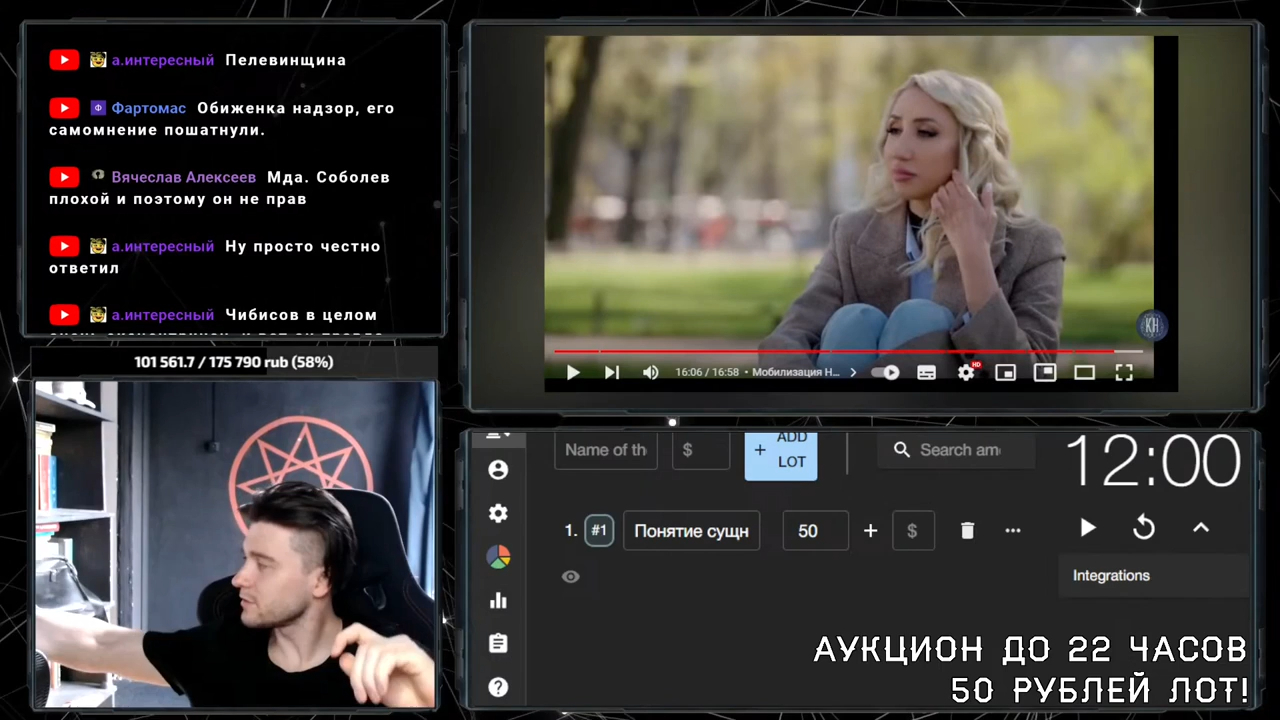 а.интересный Пелевинщина
Фартомас Обиженка надзор, его
самомнение пошатнули.
Вячеслав Алексеев Мда. Соболев
плохой и поэтому он не прав
а.интересный Ну просто честно
ответил
а.интересный Чибисов в целом
101 561.7 / 175 790 rub (58%)
КН
16:06 / 16:58 • Мобилизация Н...
HD
Name of th
$
+ ADD
LOT
Search am
12:00
1. #1 Понятие сущн 50 + $
Integrations
АУКЦИОН ДО 22 ЧАСОВ
50 РУБЛЕЙ ЛОТ!